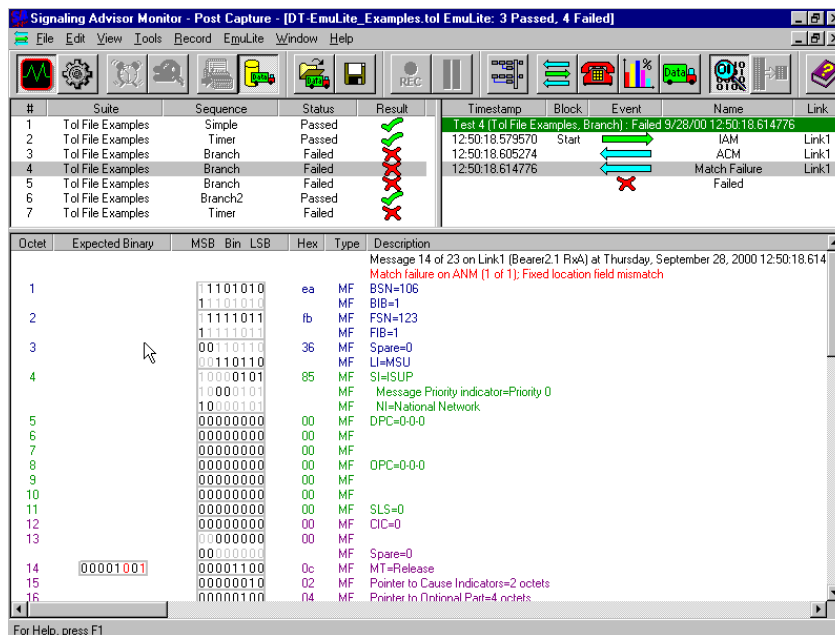 Signaling Advisor Monitor - Post Capture - [DT-EmuLite_Examples.tol EmuLite: 3 Passed, 4 Failed]
File Edit View Tools Record EmuLite Window Help
Data REC Data
# Suite Sequence Status Result
1 Tol File Examples Simple Passed
2 Tol File Examples Timer Passed
3 Tol File Examples Branch Failed
4 Tol File Examples Branch Failed
5 Tol File Examples Branch Failed
6 Tol File Examples Branch2 Passed
7 Tol File Examples Timer Failed
Timestamp Block Event Name Link
Test 4 (Tol File Examples, Branch) : Failed 9/28/00 12:50:18.614776
12:50:18.579570 Start IAM Link1
12:50:18.605274 ACM Link1
12:50:18.614776 Match Failure Link1
Failed
Octet Expected Binary MSB Bin LSB Hex Type Description
Message 14 of 23 on Link1 (Bearer2.1 RxA) at Thursday, September 28, 2000 12:50:18.614
Match failure on ANM (1 of 1); Fixed location field mismatch
1 11101010 ea MF BSN=106
11101010 MF BIB=1
2 11111011 fb MF FSN=123
11111011 MF FIB=1
3 00110110 36 MF Spare=0
00110110 MF LI=MSU
4 10000101 85 MF SI=ISUP
10000101 MF Message Priority indicator=Priority 0
10000101 MF NI=National Network
5 00000000 00 MF DPC=0-0-0
6 00000000 00 MF
7 00000000 00 MF
8 00000000 00 MF OPC=0-0-0
9 00000000 00 MF
10 00000000 00 MF
11 00000000 00 MF SLS=0
12 00000000 00 MF CIC=0
13 00000000 00 MF
00000000 MF Spare=0
14 00001001 00001100 0c MF MT=Release
15 00000010 02 MF Pointer to Cause Indicators=2 octets
16 00000100 04 MF Pointer to Optional Part=4 octets
For Help, press F1